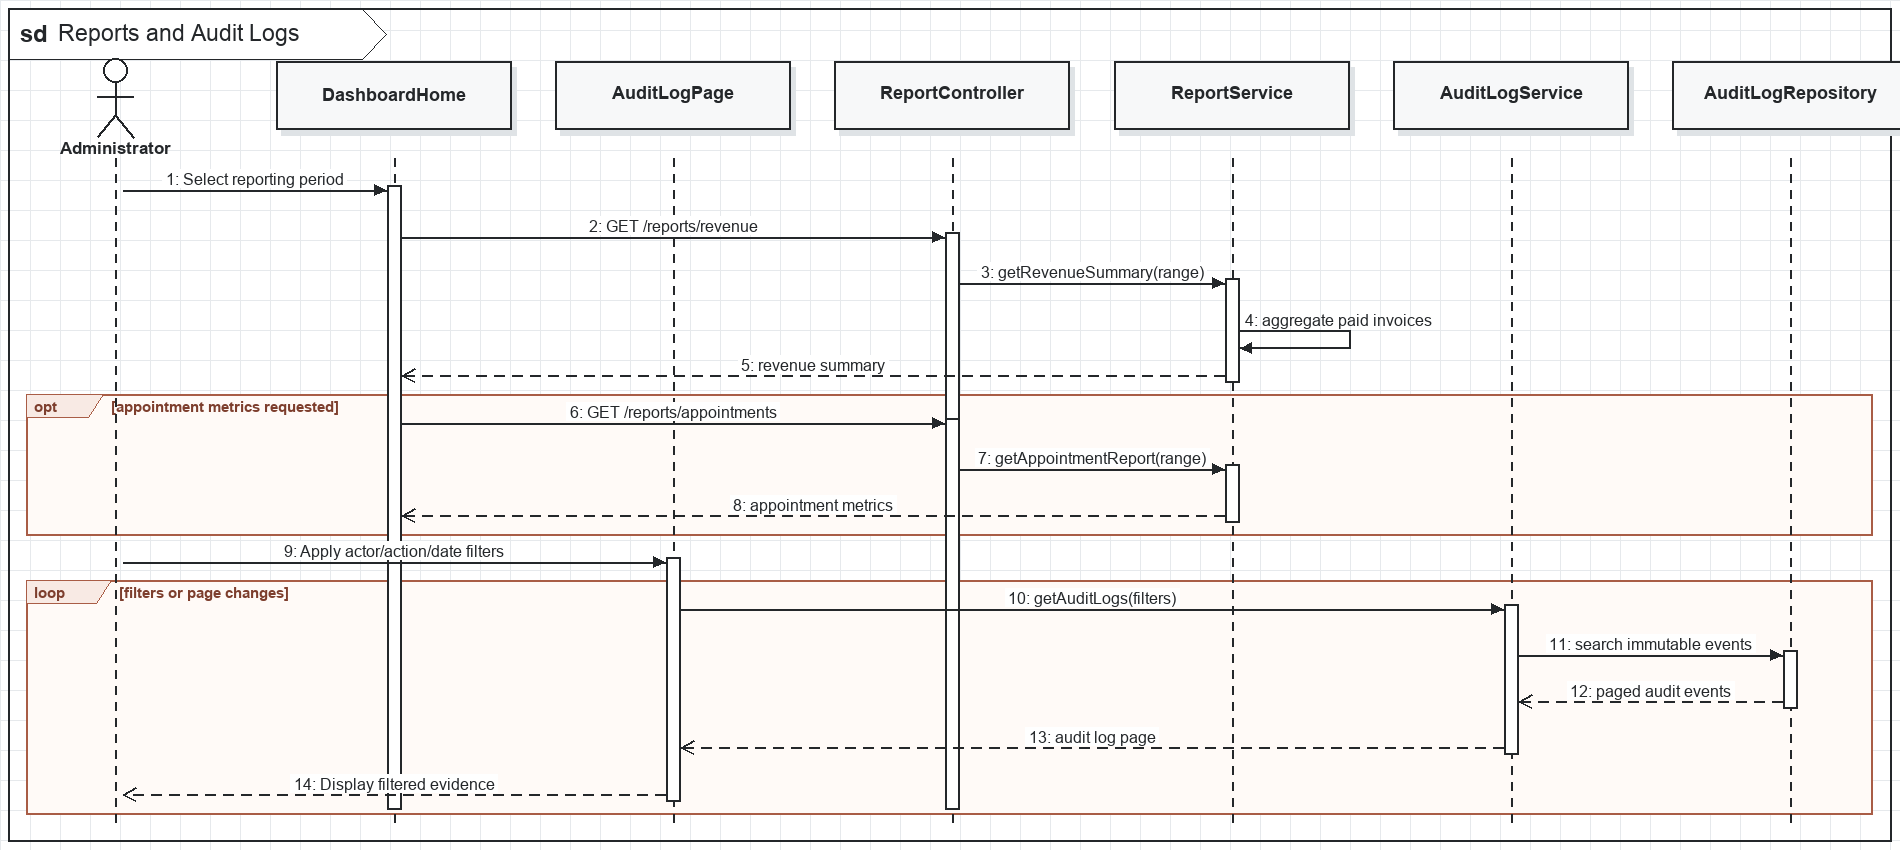 sd Reports and Audit Logs
Administrator
DashboardHome
AuditLogPage
ReportController
ReportService
AuditLogService
AuditLogRepository
1: Select reporting period
2: GET /reports/revenue
3: getRevenueSummary(range)
4: aggregate paid invoices
5: revenue summary
opt [appointment metrics requested]
6: GET /reports/appointments
7: getAppointmentReport(range)
8: appointment metrics
9: Apply actor/action/date filters
loop [filters or page changes]
10: getAuditLogs(filters)
11: search immutable events
12: paged audit events
13: audit log page
14: Display filtered evidence